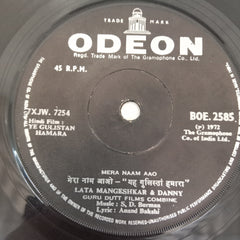 TRADE MARK
ODEON
Regd. Trade Mark of The Gramophone Co. Ltd.
45 R.P.M.
7XJW. 7254
BOE. 2585
Hindi Film :
YE GULISTAN
HAMARA
(P) 1972
The Gramophone
Co. of India Ltd.
MERA NAAM AAO
मेरा नाम आओ - "यह गुलिस्तां हमारा"
LATA MANGESHKAR & DANNY
GURU DUTT FILMS COMBINE
Music : S. D. Burman
Lyric : Anand Bakshi